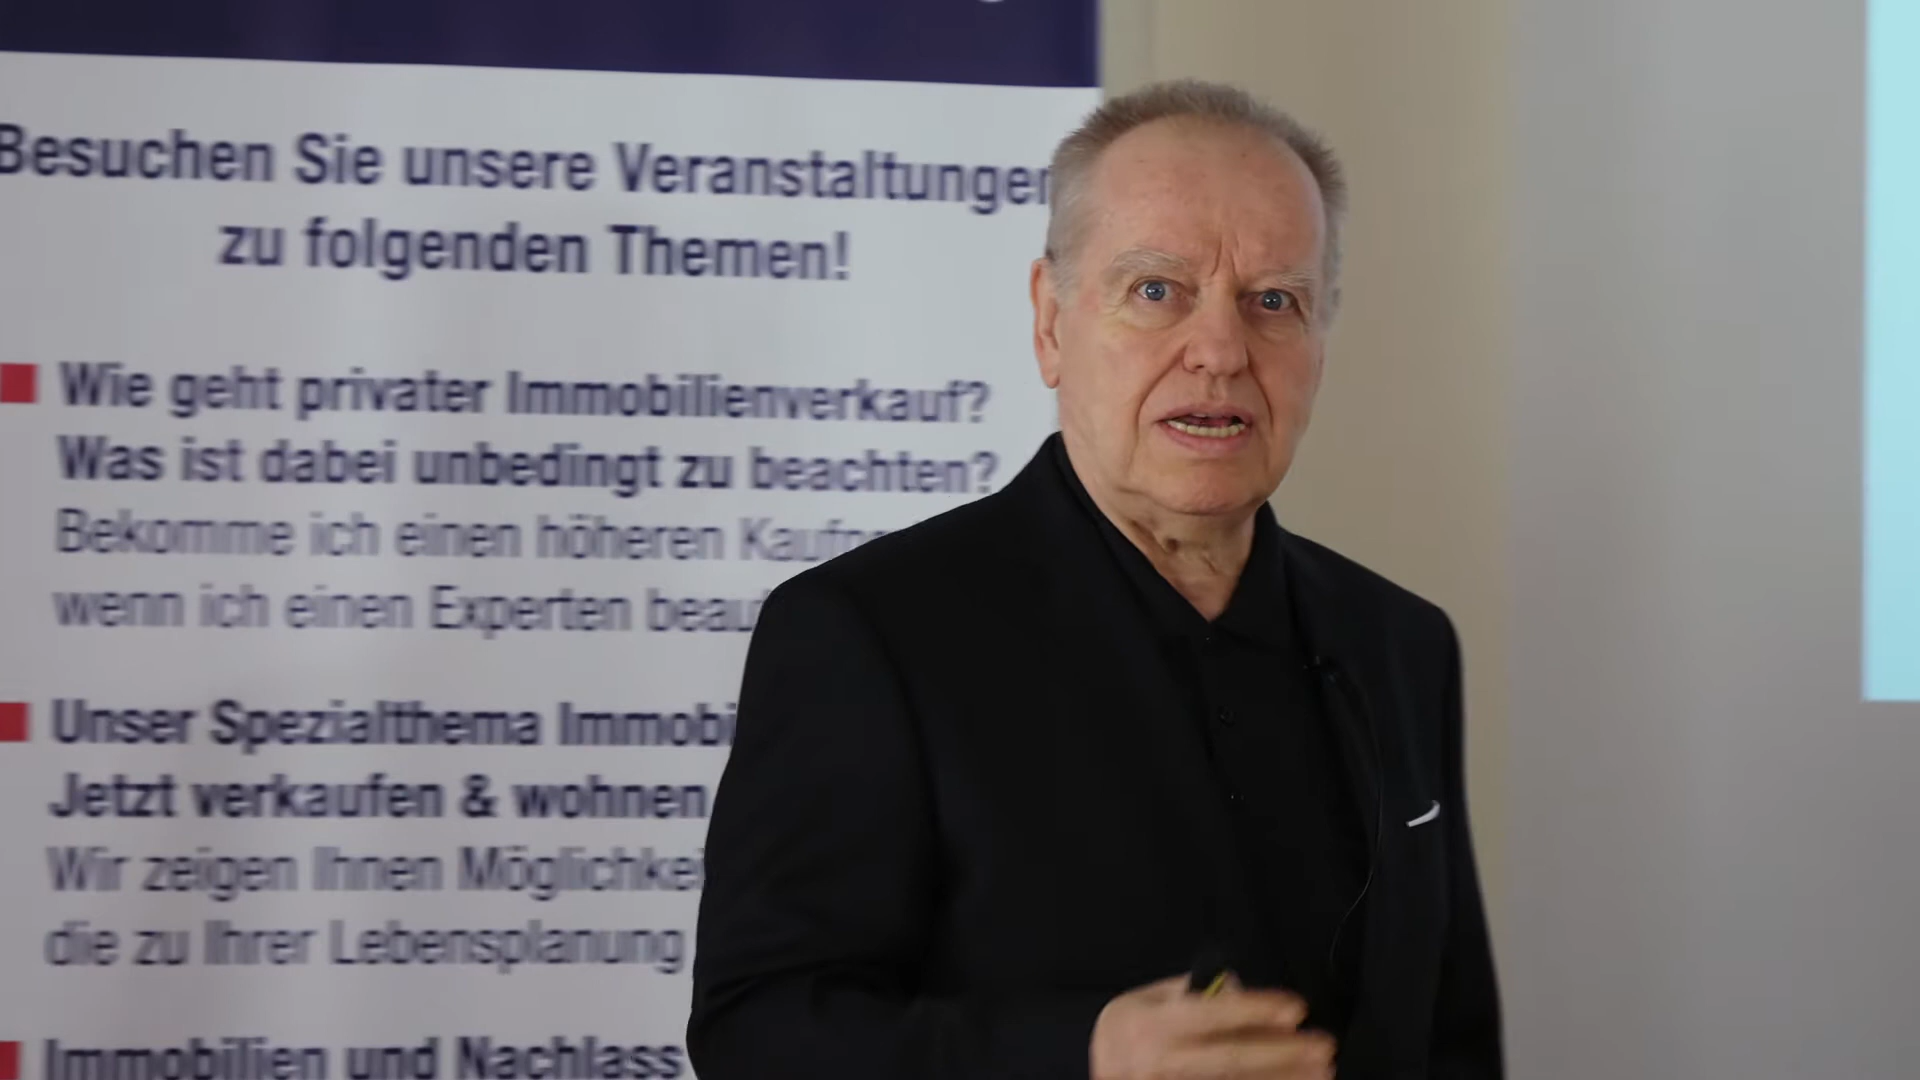 Besuchen Sie unsere Veranstaltungen
zu folgenden Themen!
Wie geht privater Immobilienverkauf?
Was ist dabei unbedingt zu beachten?
Bekomme ich einen höheren
wenn ich einen Experten
Unser Spezialthema
Jetzt verkaufen & wohnen
Wir zeigen Ihnen
die zu Ihrer Lebensplanung
Immobilien und Nachlass